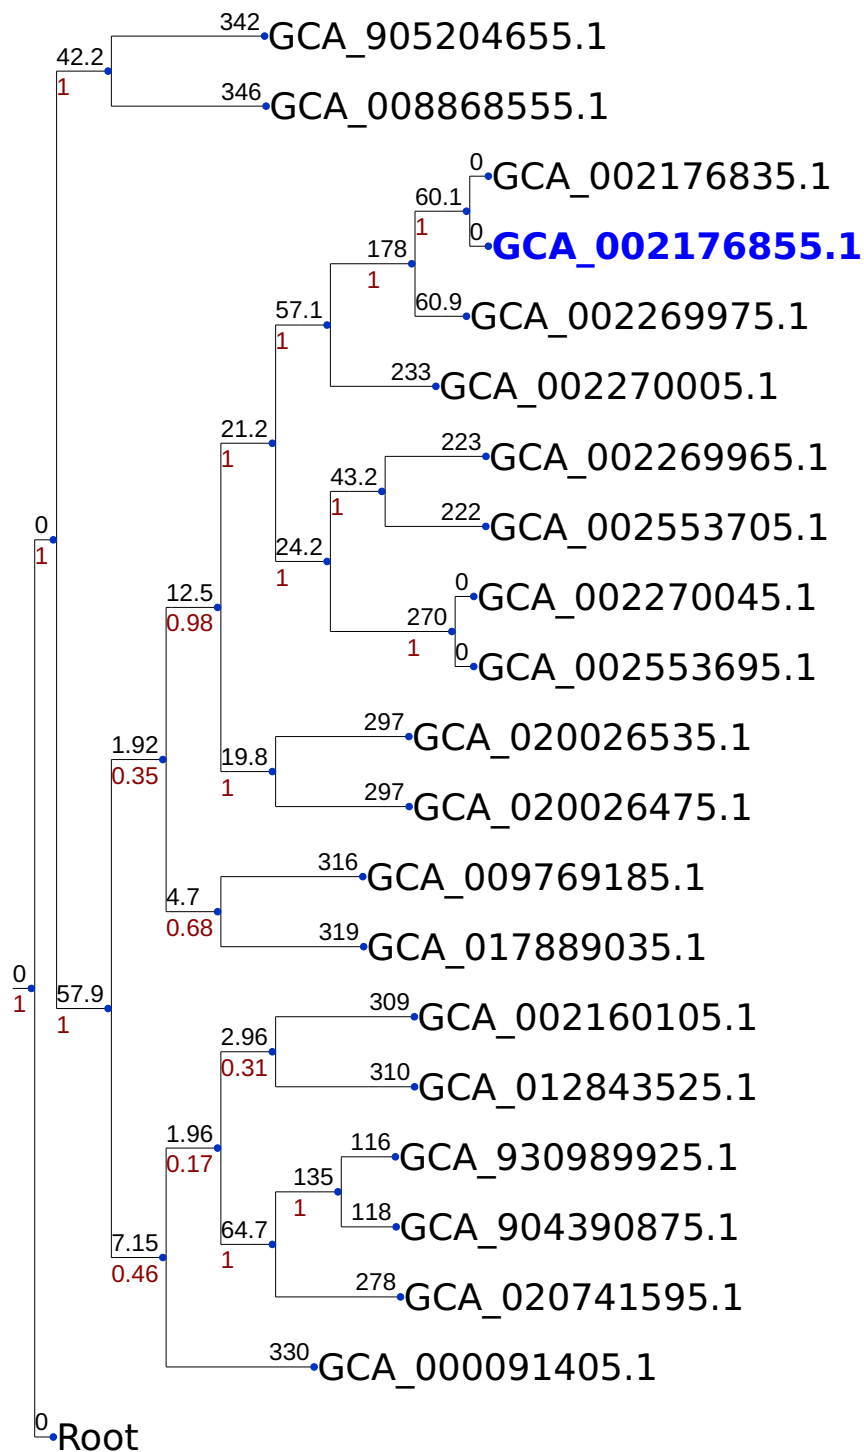 342
GCA_905204655.1
42.2
1
346
GCA_008868555.1
0
GCA_002176835.1
60.1
1
0
GCA_002176855.1
178
1
60.9
GCA_002269975.1
57.1
1
233
GCA_002270005.1
21.2
1
223
GCA_002269965.1
43.2
1
222
GCA_002553705.1
0
1
24.2
1
0
GCA_002270045.1
12.5
0.98
270
1
0
GCA_002553695.1
297
GCA_020026535.1
1.92
0.35
19.8
1
297
GCA_020026475.1
316
GCA_009769185.1
4.7
0.68
319
GCA_017889035.1
0
1
57.9
1
309
GCA_002160105.1
2.96
0.31
310
GCA_012843525.1
1.96
0.17
116
GCA_930989925.1
135
1
118
GCA_904390875.1
64.7
1
7.15
0.46
278
GCA_020741595.1
330
GCA_000091405.1
0
Root